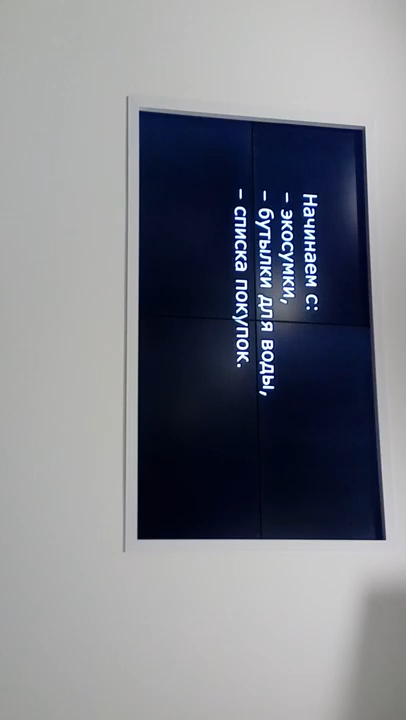 Начинаем с:
– экосумки,
– бутылки для воды,
– списка покупок.